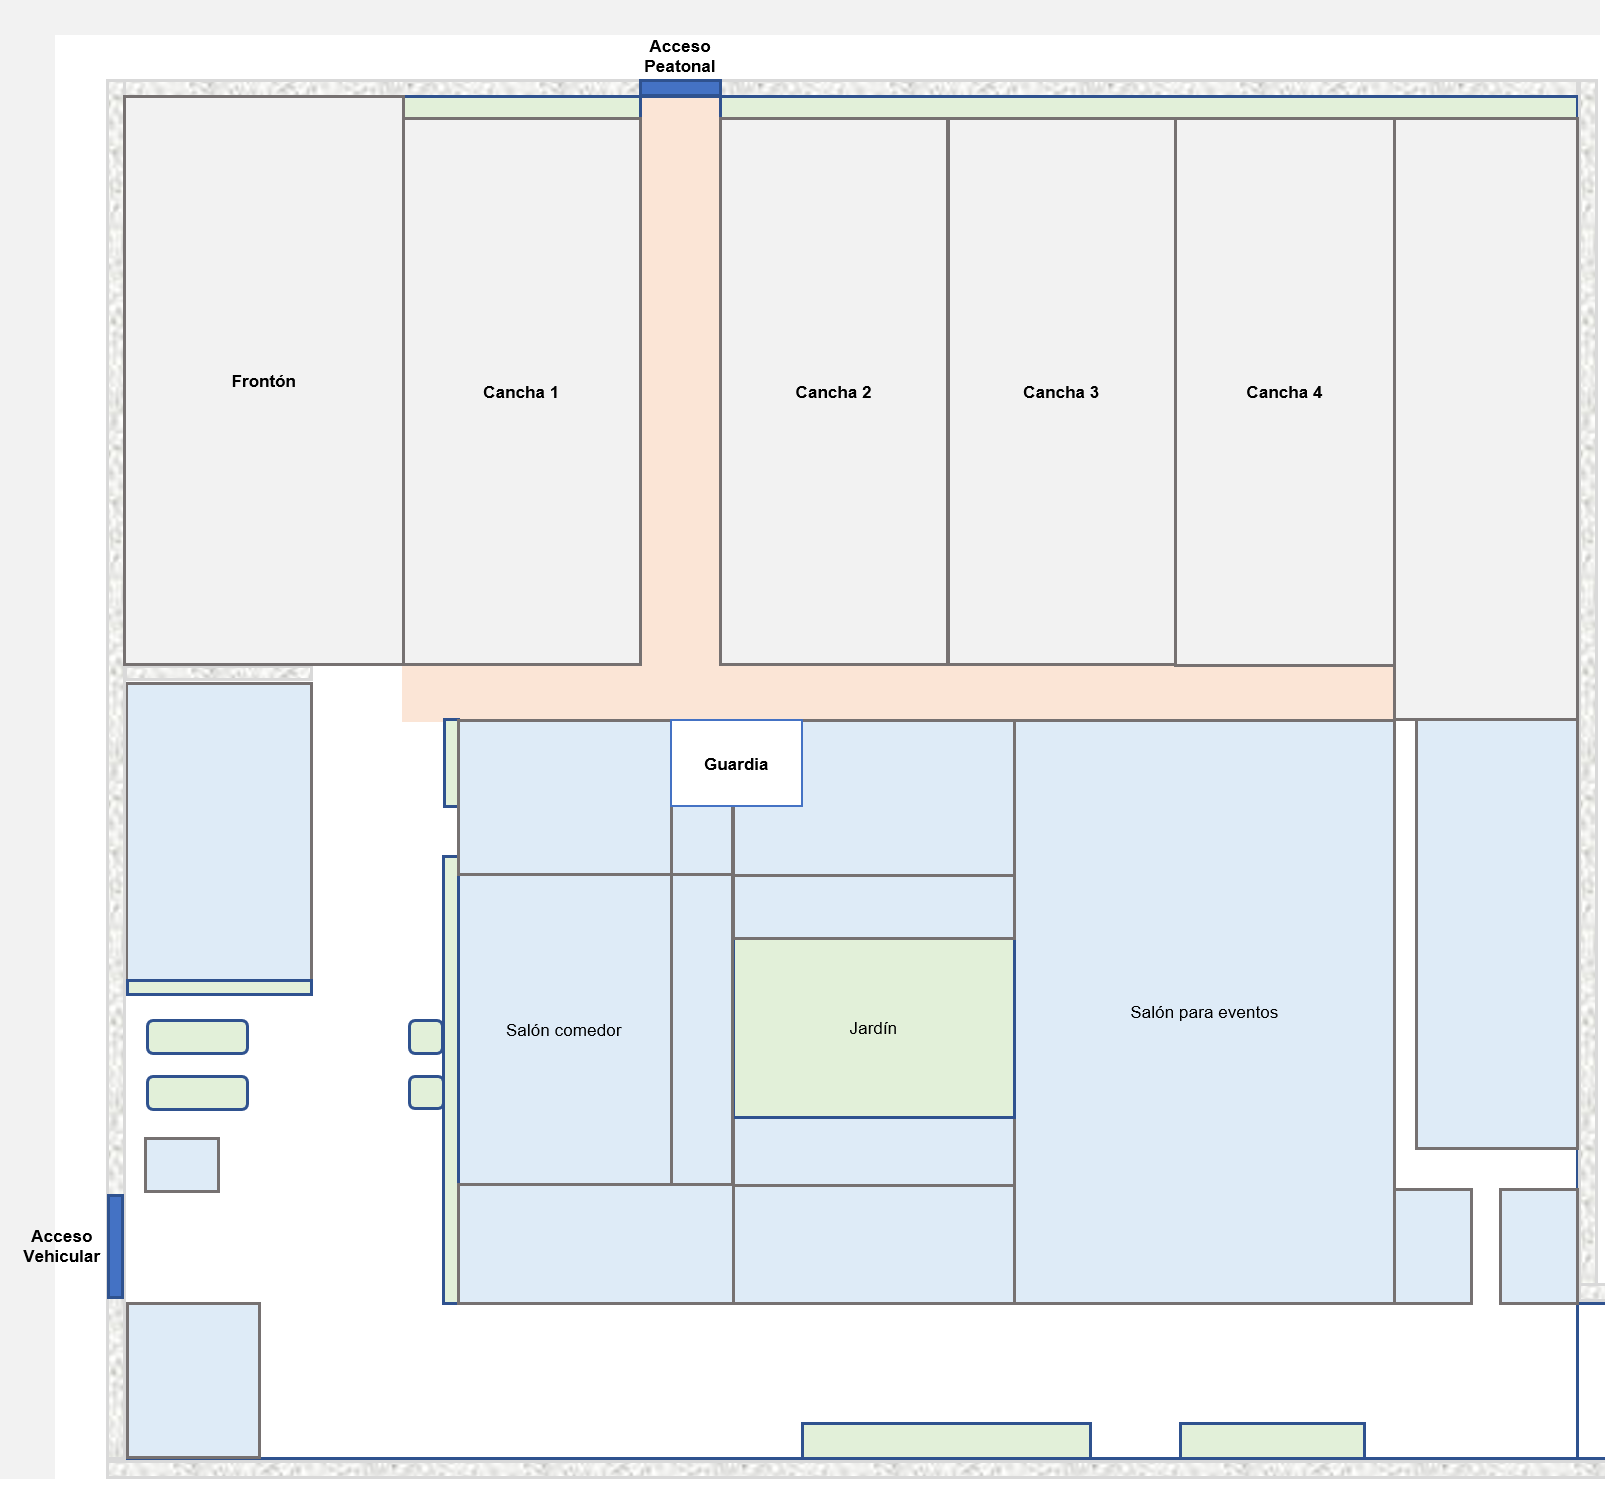 Acceso
Peatonal
Frontón
Cancha 1
Cancha 2
Cancha 3
Cancha 4
Guardia
Salón comedor
Jardín
Salón para eventos
Acceso
Vehicular